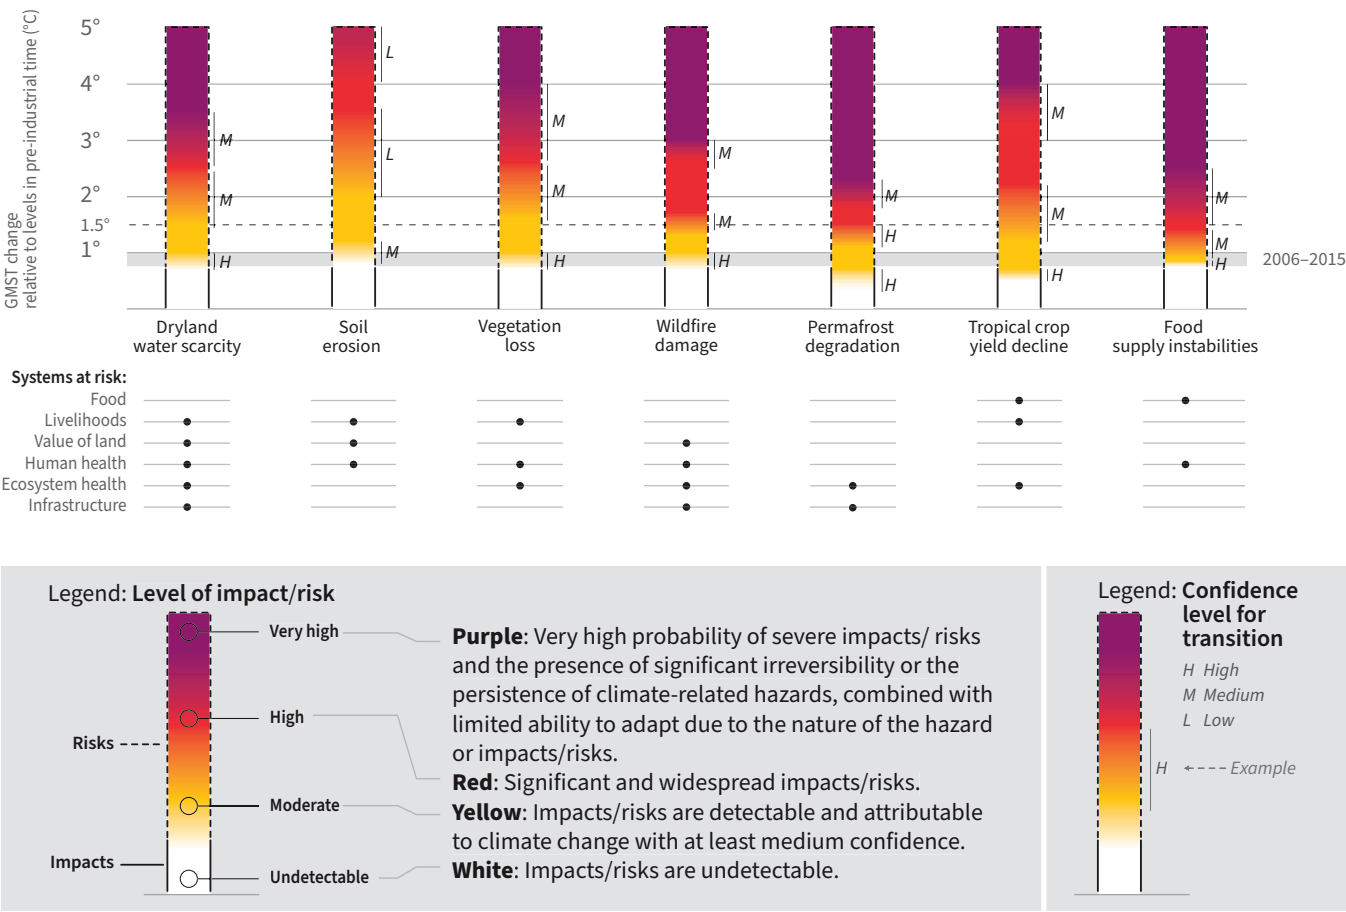 GMST change
relative to levels in pre-industrial time (°C)
5°
4°
3°
2°
1.5°
1°
M
M
H
L
L
M
M
M
H
M
M
H
M
H
H
M
M
H
M
M
H
2006–2015
Dryland
water scarcity
Soil
erosion
Vegetation
loss
Wildfire
damage
Permafrost
degradation
Tropical crop
yield decline
Food
supply instabilities
Systems at risk:
Food
Livelihoods
Value of land
Human health
Ecosystem health
Infrastructure
Legend: Level of impact/risk
Very high
High
Risks
Moderate
Impacts
Undetectable
Purple: Very high probability of severe impacts/ risks
and the presence of significant irreversibility or the
persistence of climate-related hazards, combined with
limited ability to adapt due to the nature of the hazard
or impacts/risks.
Red: Significant and widespread impacts/risks.
Yellow: Impacts/risks are detectable and attributable
to climate change with at least medium confidence.
White: Impacts/risks are undetectable.
Legend: Confidence
level for
transition
H High
M Medium
L Low
H
Example